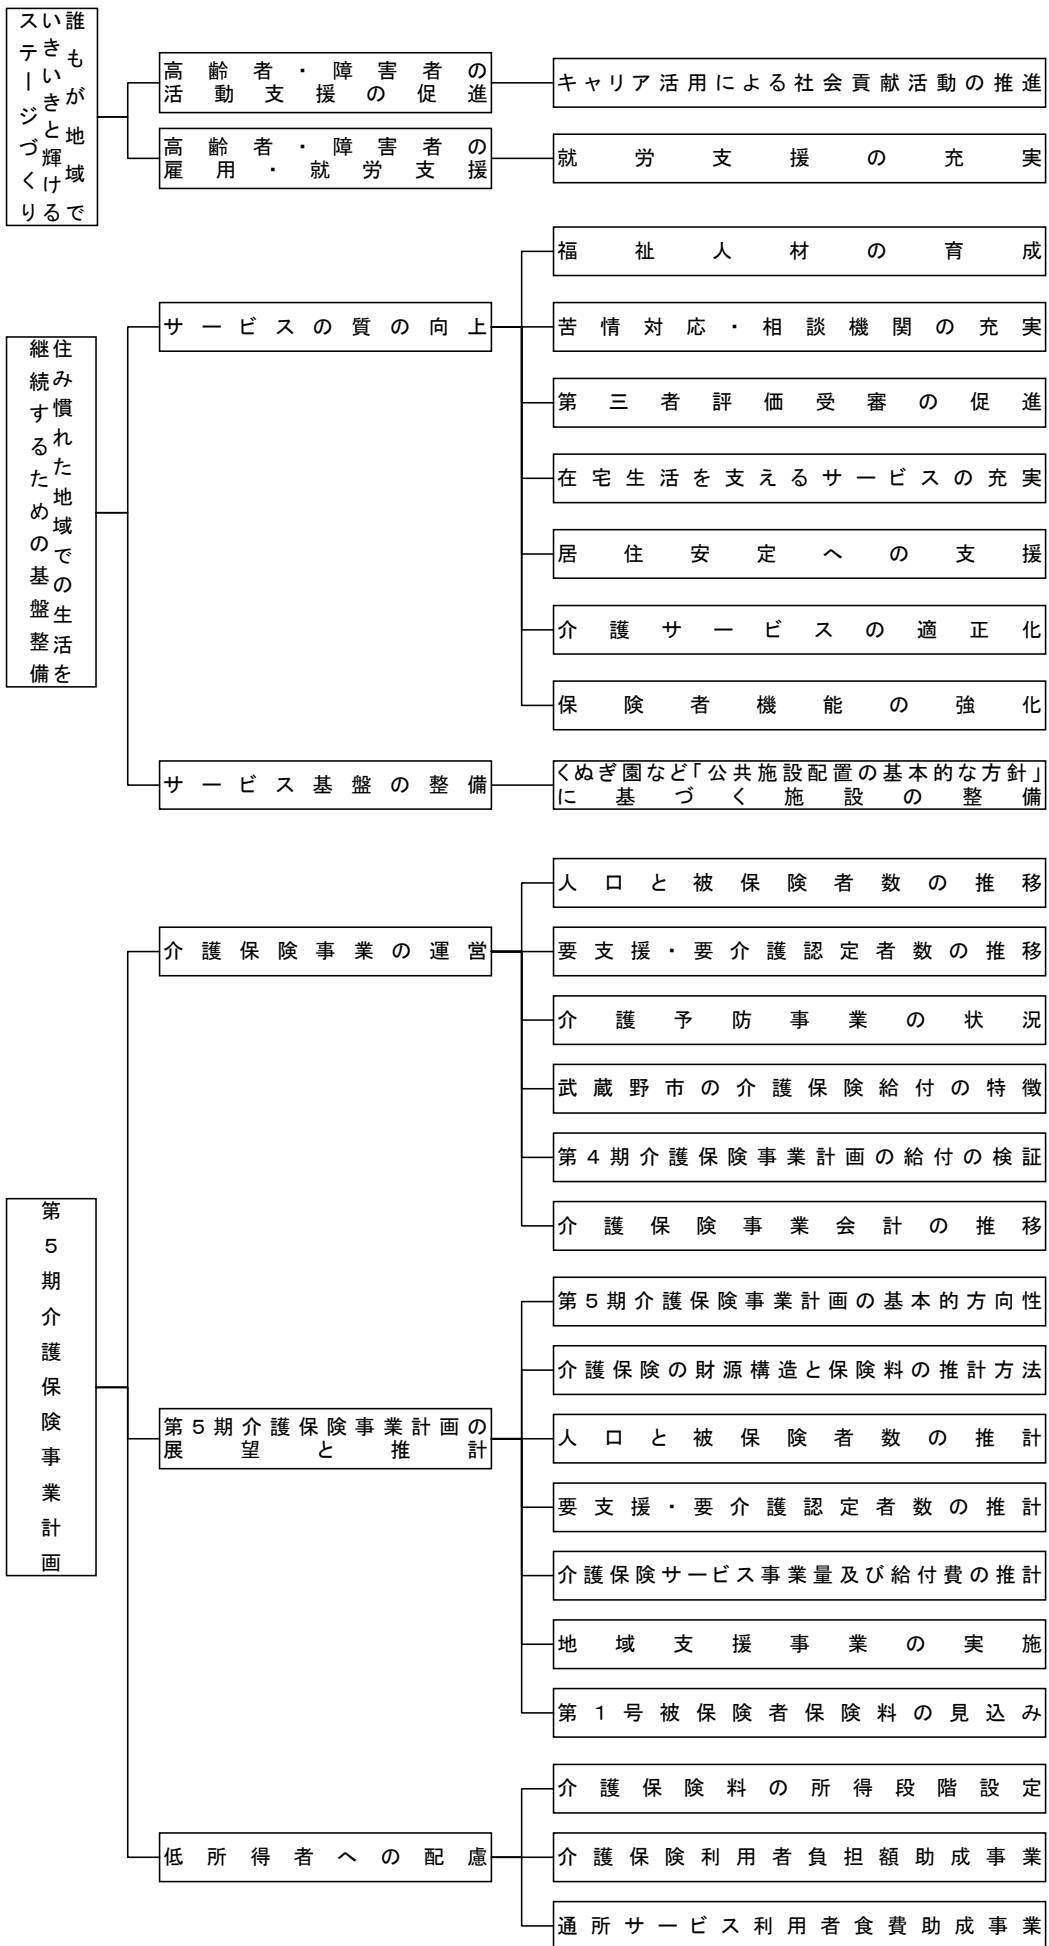 誰もが地域で
いきいきと輝ける
ステージづくり
高齢者・障害者の
活動支援の促進
キャリア活用による社会貢献活動の推進
高齢者・障害者の
雇用・就労支援
就労支援の充実
住み慣れた地域での生活を
継続するための基盤整備
サービスの質の向上
福祉人材の育成
苦情対応・相談機関の充実
第三者評価受審の促進
在宅生活を支えるサービスの充実
居住安定への支援
介護サービスの適正化
保険者機能の強化
サービス基盤の整備
くぬぎ園など「公共施設配置の基本的な方針」
に基づく施設の整備
第5期介護保険事業計画
介護保険事業の運営
人口と被保険者数の推移
要支援・要介護認定者数の推移
介護予防事業の状況
武蔵野市の介護保険給付の特徴
第4期介護保険事業計画の給付の検証
介護保険事業会計の推移
第5期介護保険事業計画の
展望と推計
第5期介護保険事業計画の基本的方向性
介護保険の財源構造と保険料の推計方法
人口と被保険者数の推計
要支援・要介護認定者数の推計
介護保険サービス事業量及び給付費の推計
地域支援事業の実施
第1号被保険者保険料の見込み
低所得者への配慮
介護保険料の所得段階設定
介護保険利用者負担額助成事業
通所サービス利用者食費助成事業